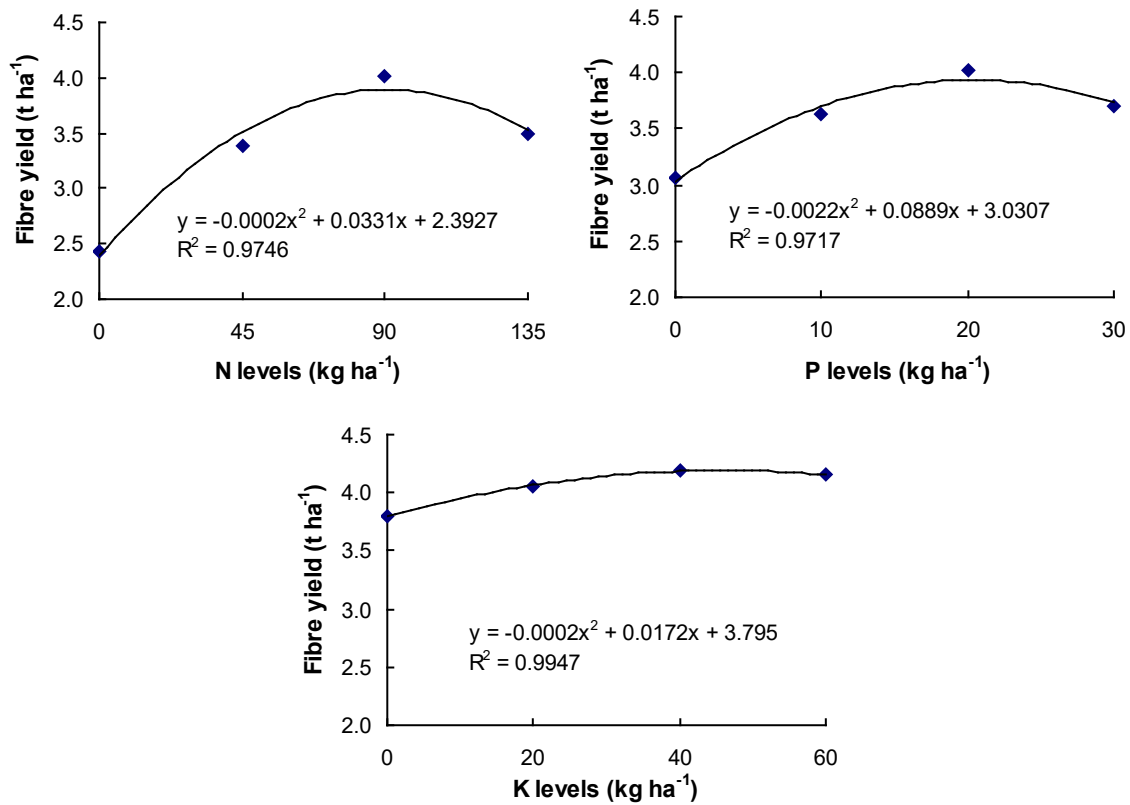 Fibre yield (t ha⁻¹)
4.5
4.0
3.5
3.0
2.5
2.0
y = -0.0002x² + 0.0331x + 2.3927
R² = 0.9746
0 45 90 135
N levels (kg ha⁻¹)
Fibre yield (t ha⁻¹)
4.5
4.0
3.5
3.0
2.5
2.0
y = -0.0022x² + 0.0889x + 3.0307
R² = 0.9717
0 10 20 30
P levels (kg ha⁻¹)
Fibre yield (t ha⁻¹)
4.5
4.0
3.5
3.0
2.5
2.0
y = -0.0002x² + 0.0172x + 3.795
R² = 0.9947
0 20 40 60
K levels (kg ha⁻¹)